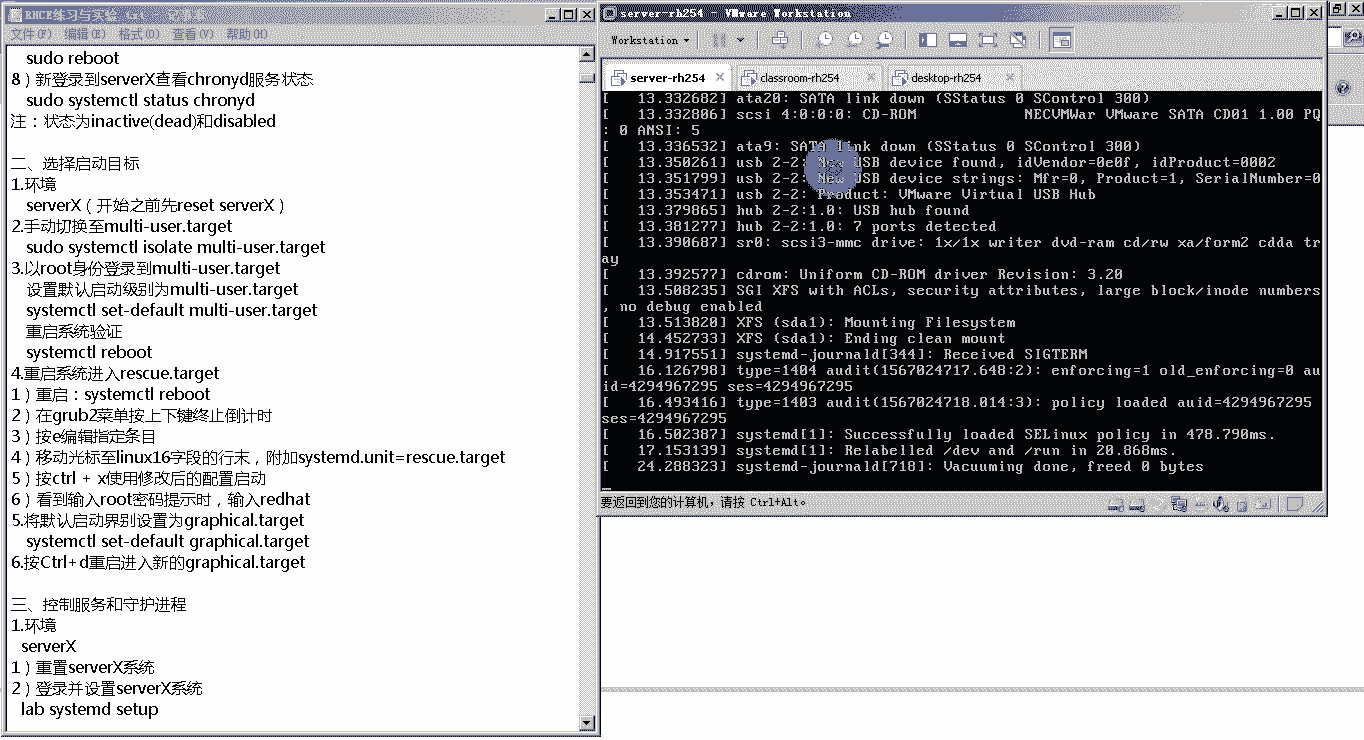 RHCE练习与实验.txt - 记事本
文件(F) 编辑(E) 格式(O) 查看(V) 帮助(H)
sudo reboot
8）新登录到serverX查看chronyd服务状态
sudo systemctl status chronyd
注：状态为inactive(dead)和disabled
二、选择启动目标
1.环境
serverX（开始之前先reset serverX）
2.手动切换至multi-user.target
sudo systemctl isolate multi-user.target
3.以root身份登录到multi-user.target
设置默认启动级别为multi-user.target
systemctl set-default multi-user.target
重启系统验证
systemctl reboot
4.重启系统进入rescue.target
1）重启：systemctl reboot
2）在grub2菜单按上下键终止倒计时
3）按e编辑指定条目
4）移动光标至linux16字段的行末，附加systemd.unit=rescue.target
5）按ctrl + x使用修改后的配置启动
6）看到输入root密码提示时，输入redhat
5.将默认启动界别设置为graphical.target
systemctl set-default graphical.target
6.按Ctrl+d重启进入新的graphical.target
三、控制服务和守护进程
1.环境
serverX
1）重置serverX系统
2）登录并设置serverX系统
lab systemd setup
server-rh254 - VMware Workstation
Workstation
server-rh254 classroom-rh254 desktop-rh254
[   13.332682] ata20: SATA link down (SStatus 0 SControl 300)
[   13.332806] scsi 4:0:0:0: CD-ROM            NECVMWar VMware SATA CD01 1.00 PQ
: 0 ANSI: 5
[   13.336532] ata9: SATA link down (SStatus 0 SControl 300)
[   13.350261] usb 2-2: New USB device found, idVendor=0e0f, idProduct=0002
[   13.351799] usb 2-2: New USB device strings: Mfr=0, Product=1, SerialNumber=0
[   13.353471] usb 2-2: Product: VMware Virtual USB Hub
[   13.379865] hub 2-2:1.0: USB hub found
[   13.381277] hub 2-2:1.0: 7 ports detected
[   13.390687] sr0: scsi3-mmc drive: 1x/1x writer dvd-ram cd/rw xa/form2 cdda tr
ay
[   13.392577] cdrom: Uniform CD-ROM driver Revision: 3.20
[   13.508235] SGI XFS with ACLs, security attributes, large block/inode numbers
, no debug enabled
[   13.513820] XFS (sda1): Mounting Filesystem
[   14.452733] XFS (sda1): Ending clean mount
[   14.917551] systemd-journald[344]: Received SIGTERM
[   16.126798] type=1404 audit(1567024717.648:2): enforcing=1 old_enforcing=0 au
id=4294967295 ses=4294967295
[   16.493416] type=1403 audit(1567024718.014:3): policy loaded auid=4294967295
ses=4294967295
[   16.502387] systemd[1]: Successfully loaded SELinux policy in 478.790ms.
[   17.153139] systemd[1]: Relabelled /dev and /run in 20.868ms.
[   24.288323] systemd-journald[718]: Vacuuming done, freed 0 bytes
要返回到您的计算机，请按 Ctrl+Alt。